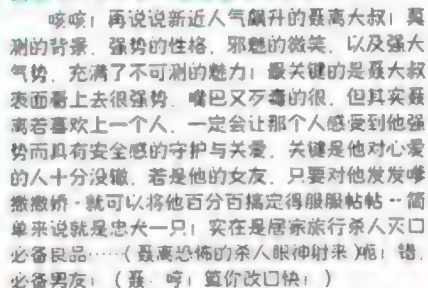 咳咳！再说说新近人气飙升的聂离大叔！莫
测的背景，强势的性格，邪魅的微笑，以及强大
气势，充满了不可测的魅力！最关键的是聂大叔
表面看上去很强势，嘴巴又歹毒的很，但其实聂
离若喜欢上一个人，一定会让那个人感受到他强
势而具有安全感的守护与关爱，关键是他对心爱
的人十分没辙，若是他的女友，只要对他发发嗲
撒撒娇，就可以将他百分百搞定得服服帖帖··简
单来说就是忠犬一只！实在是居家旅行杀人灭口
必备良品……（聂离恐怖的杀人眼神射来）呃！错，
必备男友！（聂：哼！算你改口快！）